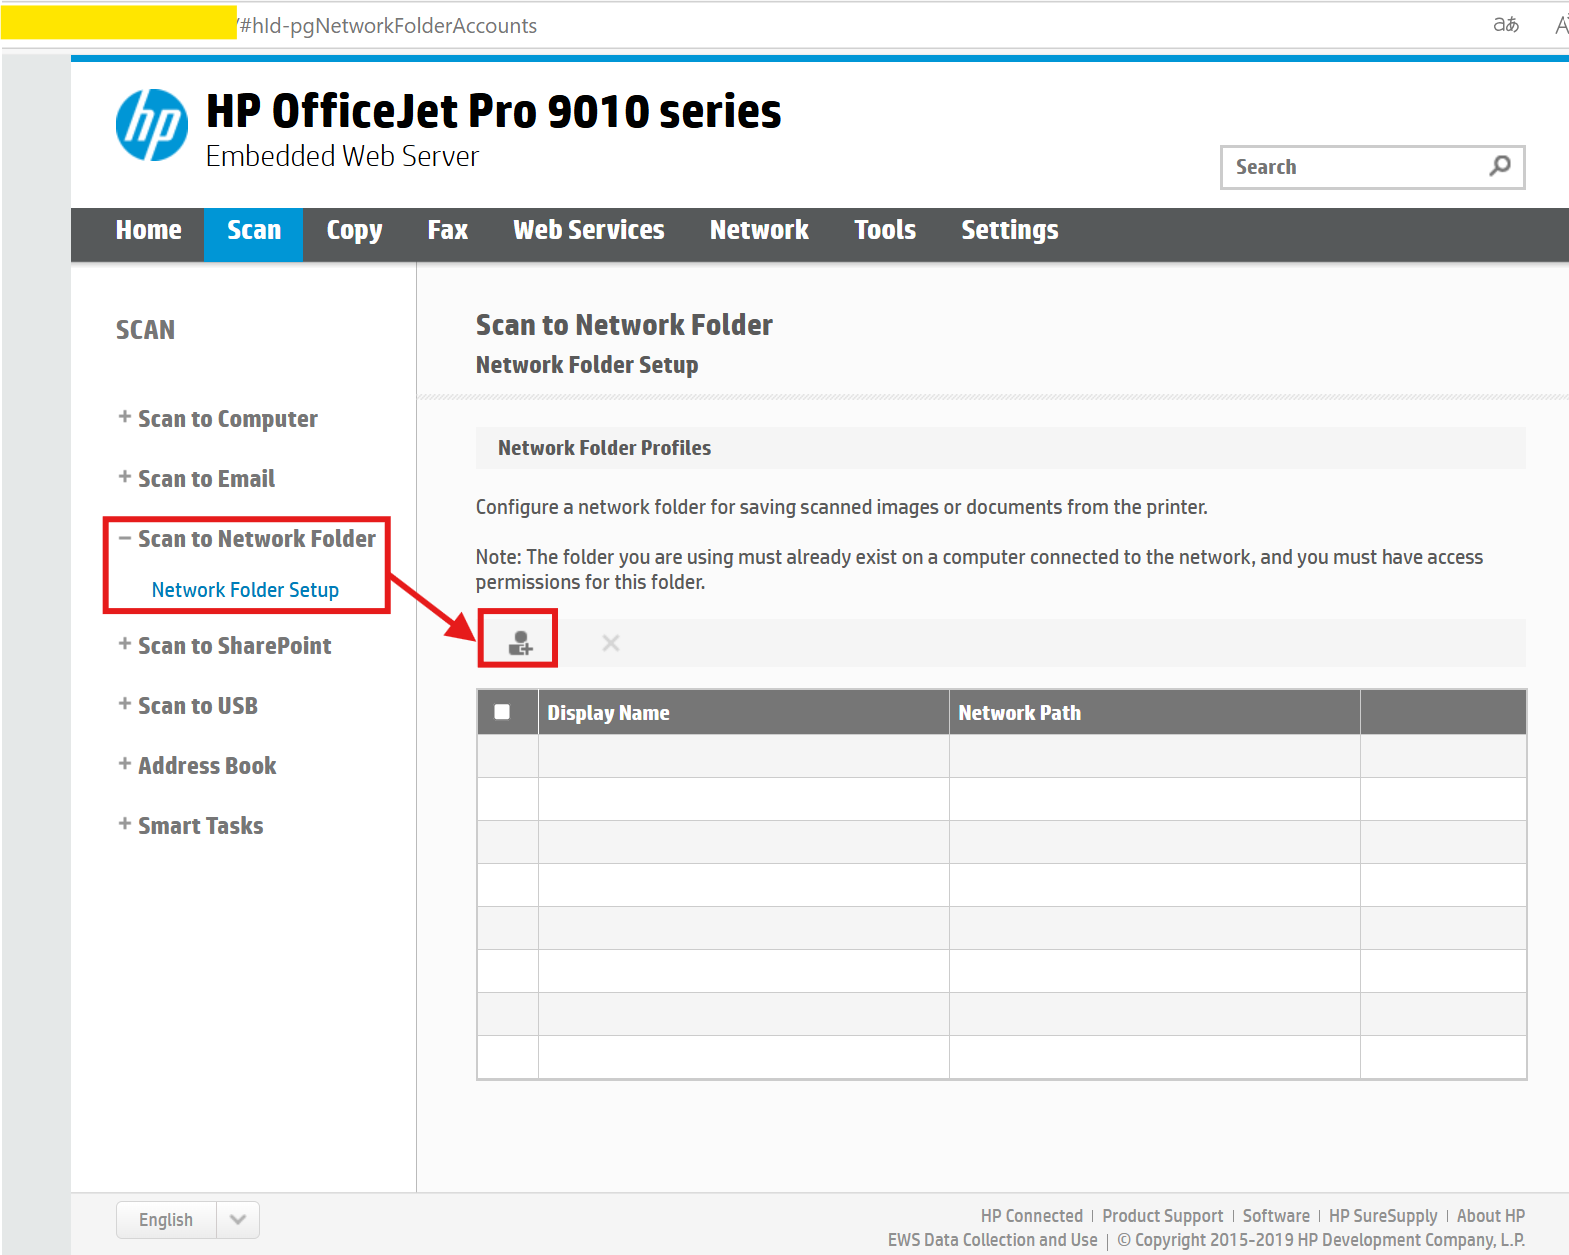 /#hId-pgNetworkFolderAccounts
aあ
A
hp
HP OfficeJet Pro 9010 series
Embedded Web Server
Search
Home Scan Copy Fax Web Services Network Tools Settings
SCAN
+ Scan to Computer
+ Scan to Email
− Scan to Network Folder
Network Folder Setup
+ Scan to SharePoint
+ Scan to USB
+ Address Book
+ Smart Tasks
Scan to Network Folder
Network Folder Setup
Network Folder Profiles
Configure a network folder for saving scanned images or documents from the printer.
Note: The folder you are using must already exist on a computer connected to the network, and you must have access
permissions for this folder.
Display Name Network Path
English
HP Connected | Product Support | Software | HP SureSupply | About HP
EWS Data Collection and Use | © Copyright 2015-2019 HP Development Company, L.P.